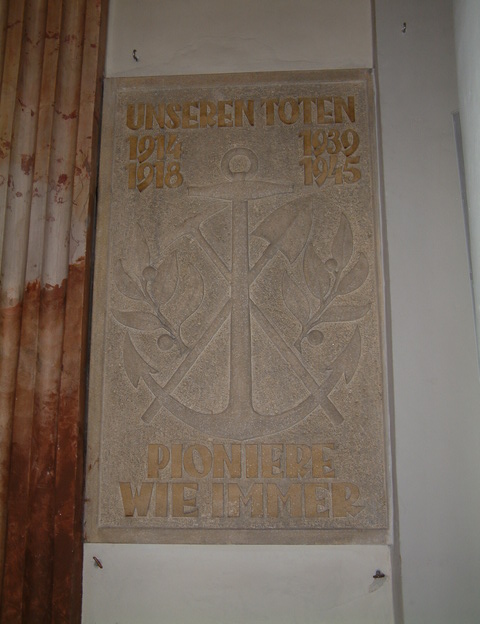 UNSEREN TOTEN
1914 1939
1918 1945
PIONIERE
WIE IMMER